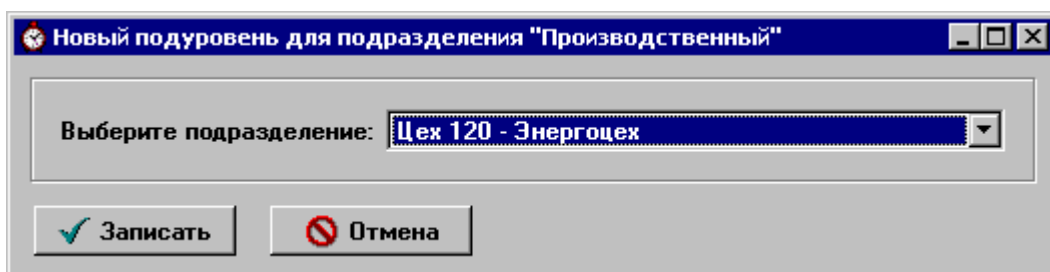 Новый подуровень для подразделения "Производственный"
Выберите подразделение: Цех 120 - Энергоцех
Записать Отмена